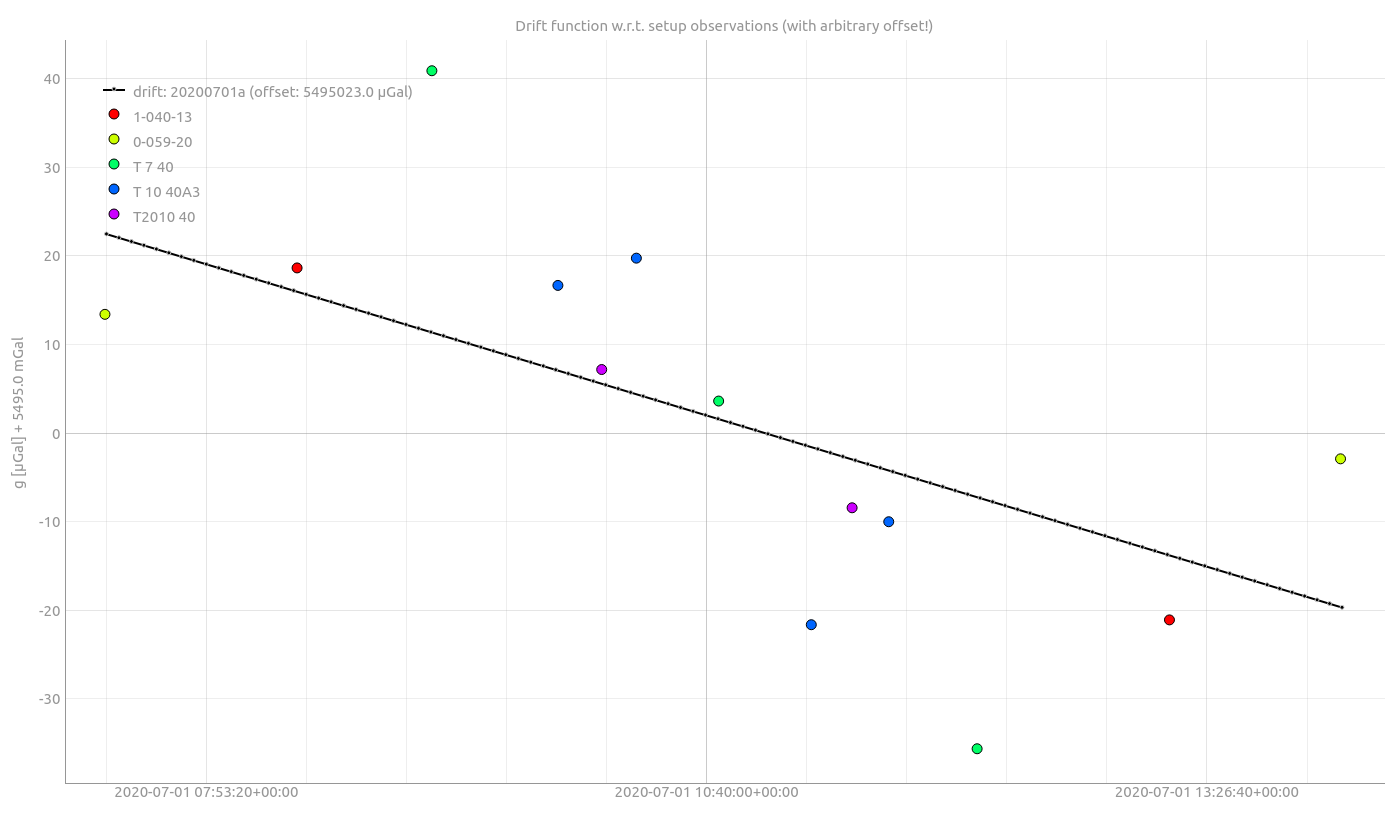 Drift function w.r.t. setup observations (with arbitrary offset!)
g [µGal] + 5495.0 mGal
40
30
20
10
0
-10
-20
-30
drift: 20200701a (offset: 5495023.0 µGal)
1-040-13
0-059-20
T 7 40
T 10 40A3
T2010 40
2020-07-01 07:53:20+00:00
2020-07-01 10:40:00+00:00
2020-07-01 13:26:40+00:00